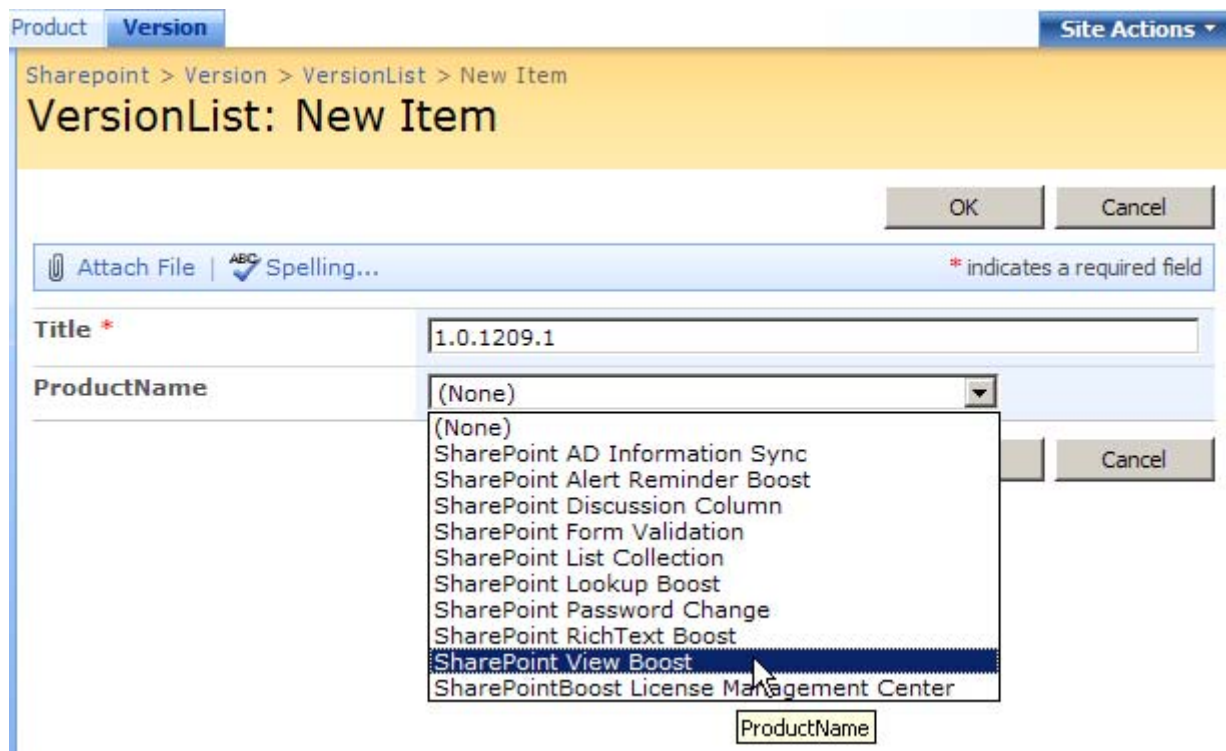 Product Version Site Actions
Sharepoint > Version > VersionList > New Item
VersionList: New Item
OK Cancel
Attach File | ABC Spelling... * indicates a required field
Title * 1.0.1209.1
ProductName (None)
(None)
SharePoint AD Information Sync
SharePoint Alert Reminder Boost
Cancel
SharePoint Discussion Column
SharePoint Form Validation
SharePoint List Collection
SharePoint Lookup Boost
SharePoint Password Change
SharePoint RichText Boost
SharePoint View Boost
SharePointBoost License Management Center
ProductName